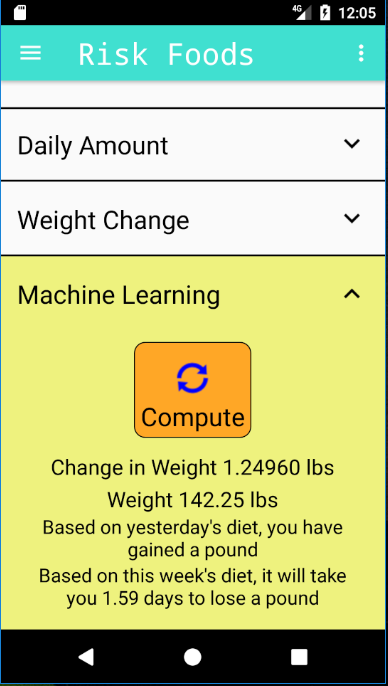 4G 12:05
Risk Foods
Daily Amount
Weight Change
Machine Learning
Compute
Change in Weight 1.24960 lbs
Weight 142.25 lbs
Based on yesterday's diet, you have
gained a pound
Based on this week's diet, it will take
you 1.59 days to lose a pound